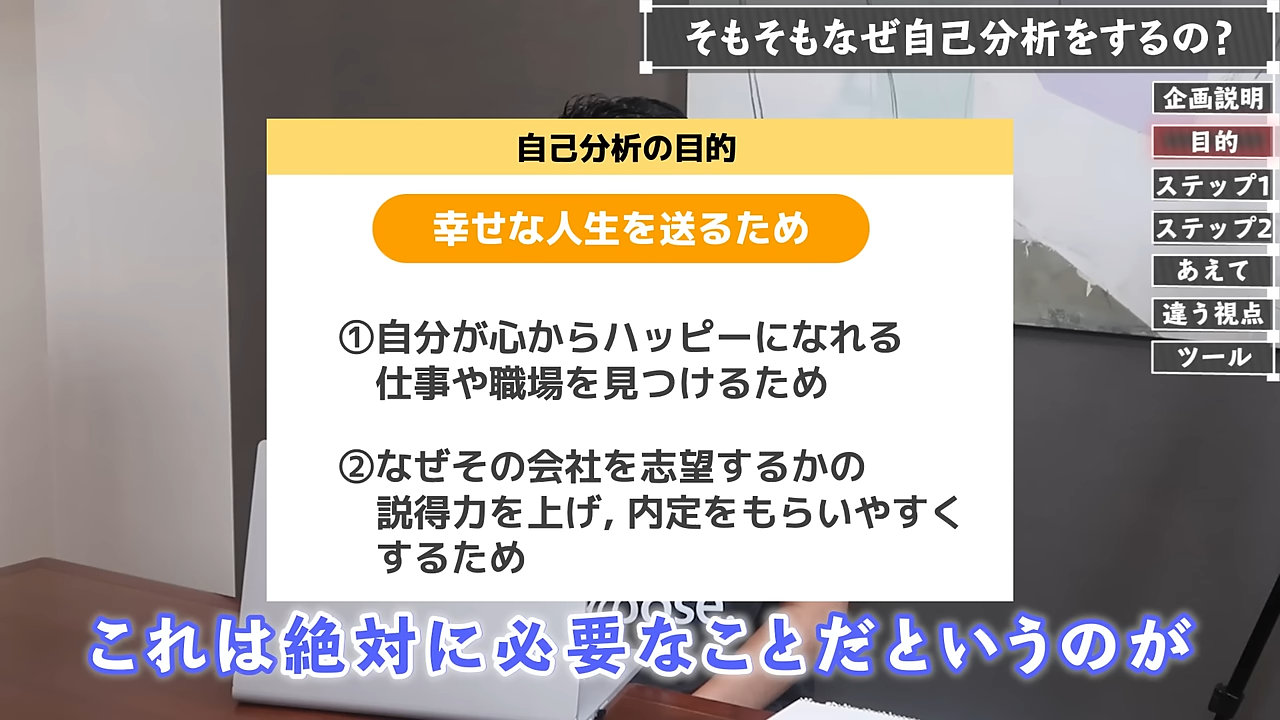 そもそもなぜ自己分析をするの?
企画説明
目的
ステップ1
ステップ2
あえて
違う視点
ツール
自己分析の目的
幸せな人生を送るため
①自分が心からハッピーになれる
仕事や職場を見つけるため
②なぜその会社を志望するかの
説得力を上げ, 内定をもらいやすく
するため
これは絶対に必要なことだというのが